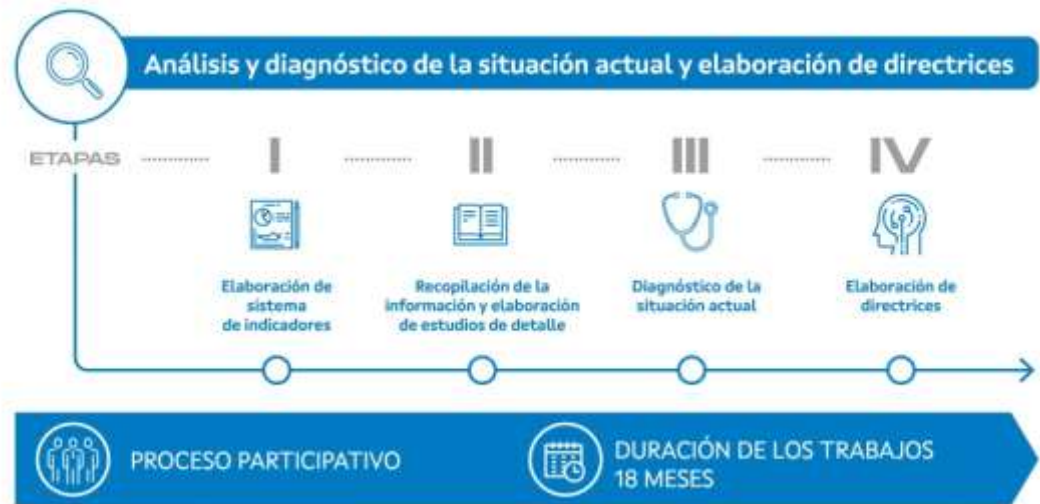 Análisis y diagnóstico de la situación actual y elaboración de directrices
ETAPAS
I
II
III
IV
Elaboración de
sistema
de indicadores
Recopilación de la
información y elaboración
de estudios de detalle
Diagnóstico de la
situación actual
Elaboración de
directrices
PROCESO PARTICIPATIVO
DURACIÓN DE LOS TRABAJOS
18 MESES